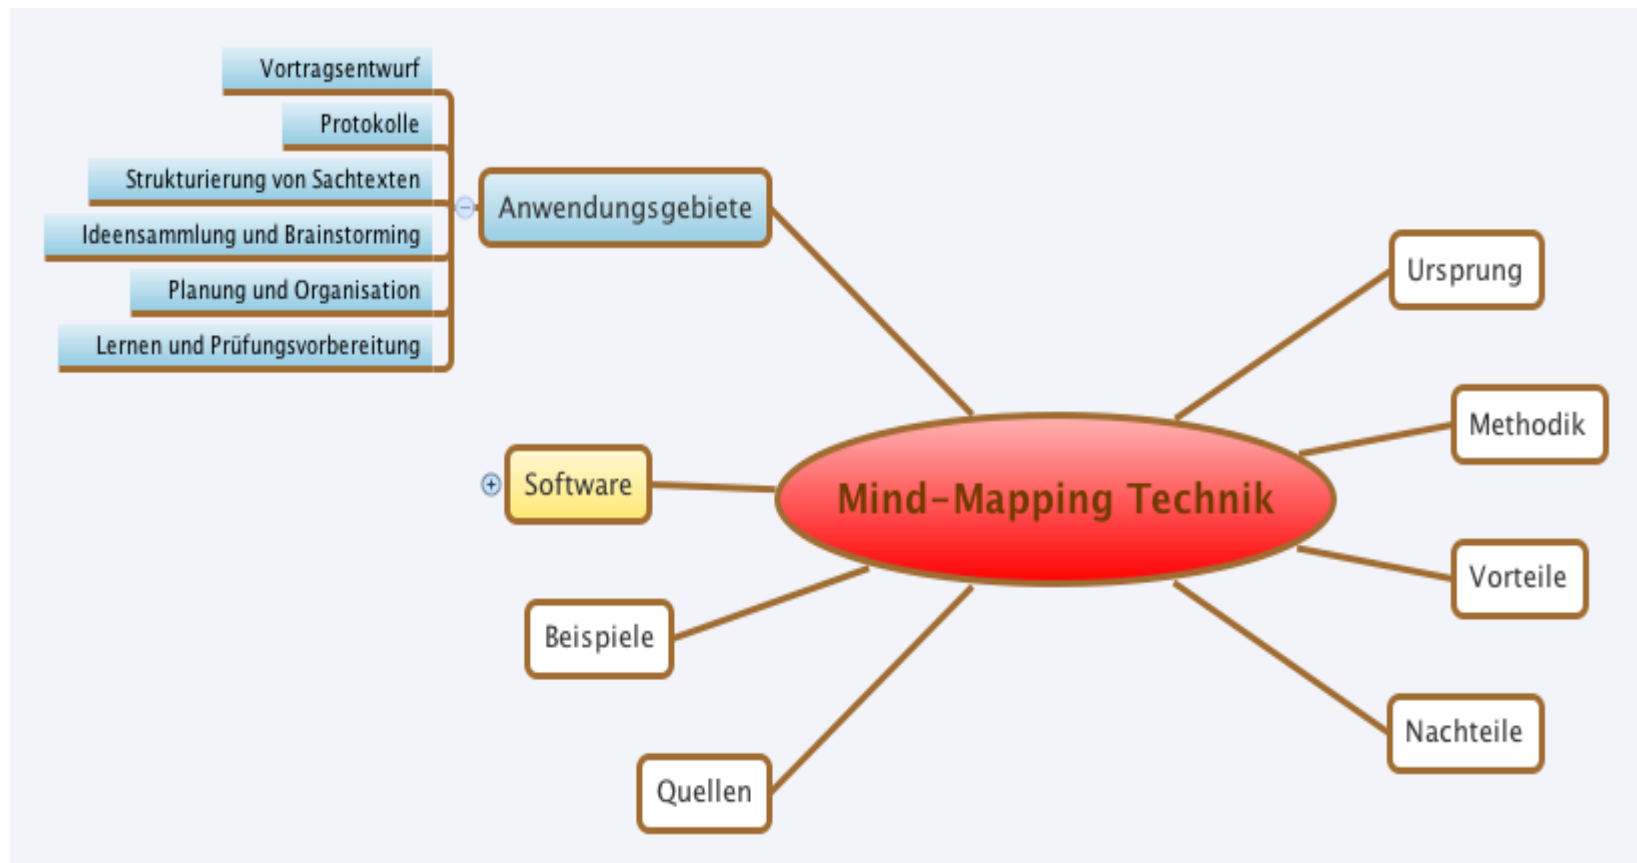 Vortragsentwurf
Protokolle
Strukturierung von Sachtexten
Ideensammlung und Brainstorming
Planung und Organisation
Lernen und Prüfungsvorbereitung
Anwendungsgebiete
Software
Beispiele
Quellen
Mind-Mapping Technik
Ursprung
Methodik
Vorteile
Nachteile